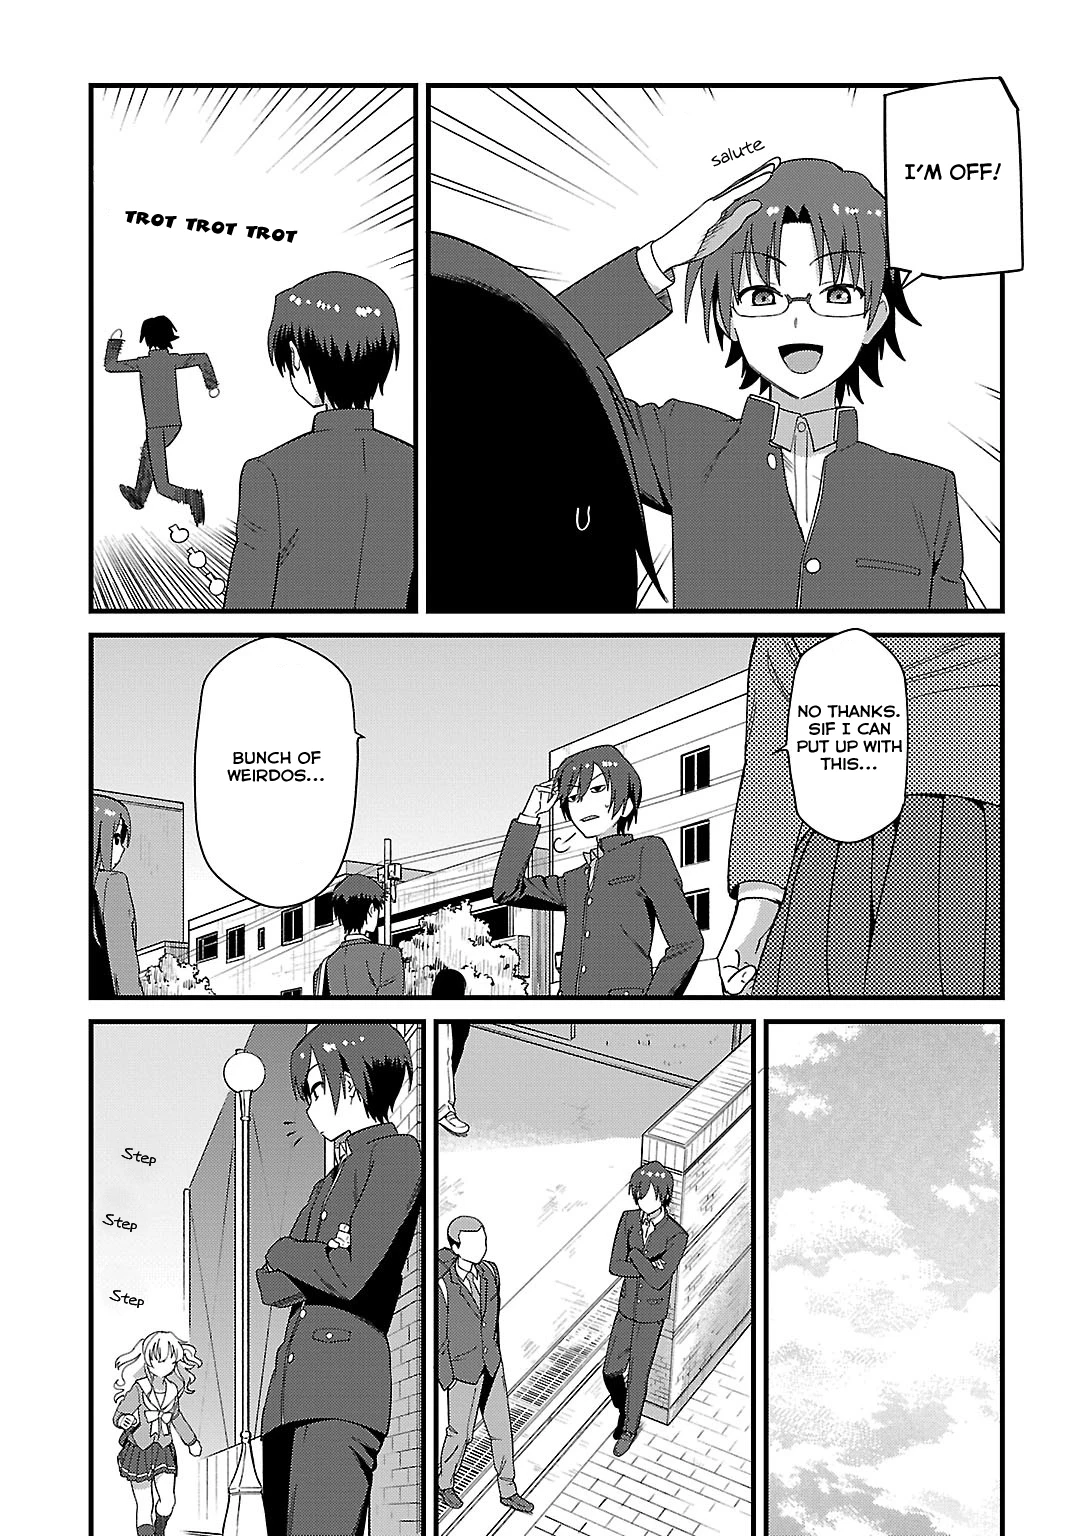 I'M OFF!
salute
TROT TROT TROT
NO THANKS.
SIF I CAN
PUT UP WITH
THIS...
BUNCH OF
WEIRDOS...
Step
Step
Step